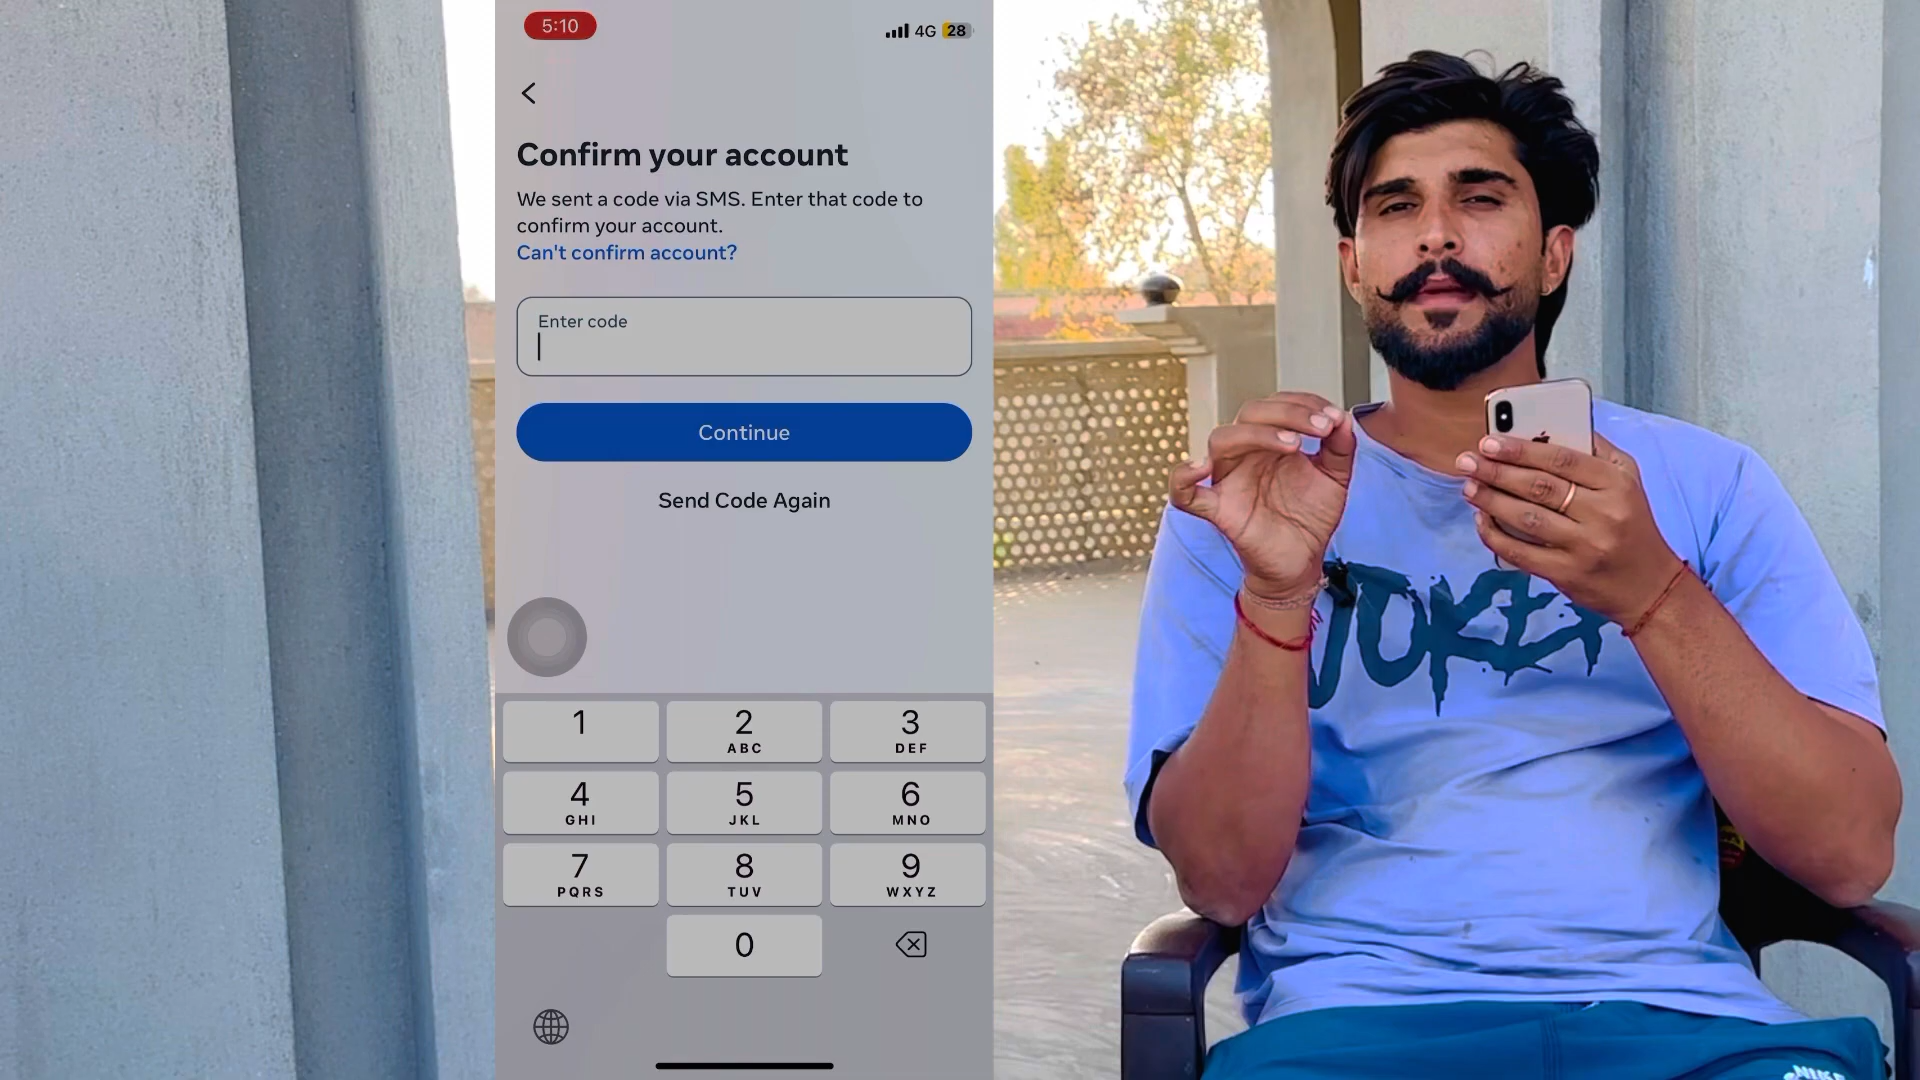 5:10
4G 28
Confirm your account
We sent a code via SMS. Enter that code to
confirm your account.
Can't confirm account?
Enter code
Continue
Send Code Again
1
2
ABC
3
DEF
4
GHI
5
JKL
6
MNO
7
PQRS
8
TUV
9
WXYZ
0
JOKER
NIKE